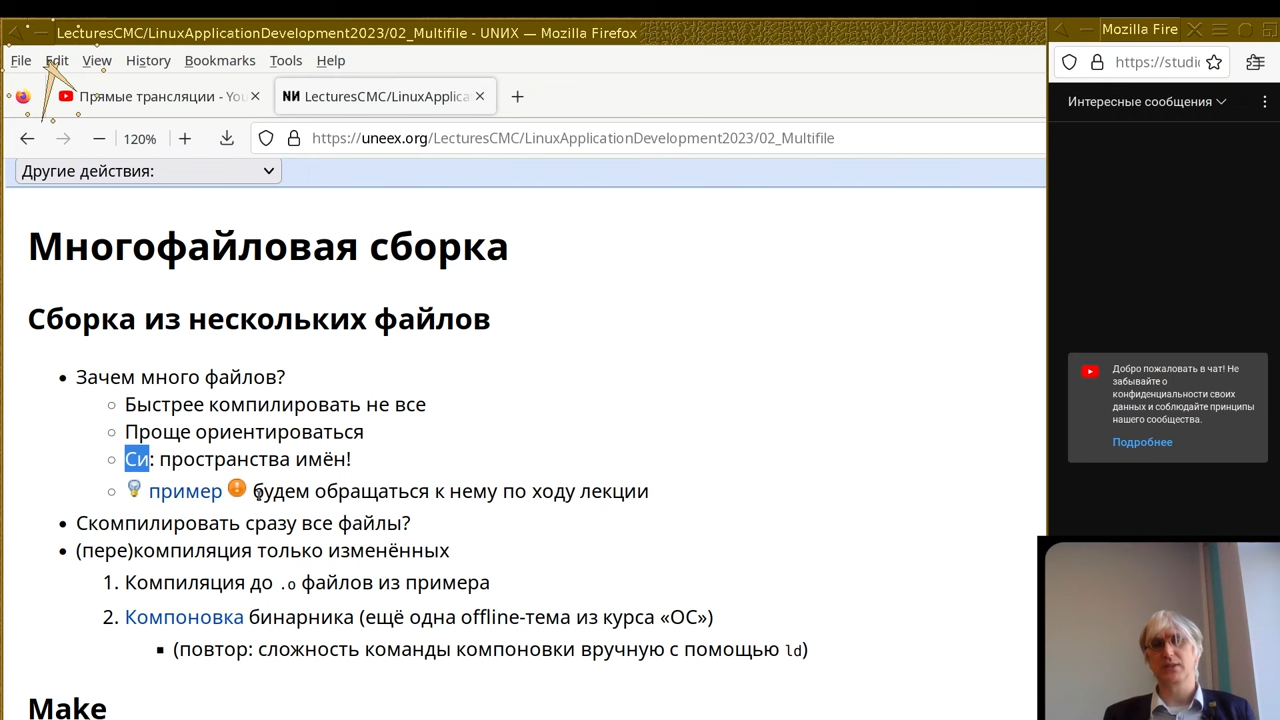 LecturesCMC/LinuxApplicationDevelopment2023/02_Multifile - UNИX — Mozilla Firefox
Mozilla Fire
File Edit View History Bookmarks Tools Help
https://studio
Прямые трансляции - You
NИ LecturesCMC/LinuxApplica
Интересные сообщения
120%
https://uneex.org/LecturesCMC/LinuxApplicationDevelopment2023/02_Multifile
Другие действия:
Многофайловая сборка
Сборка из нескольких файлов
Зачем много файлов?
Быстрее компилировать не все
Проще ориентироваться
Си: пространства имён!
пример будем обращаться к нему по ходу лекции
Скомпилировать сразу все файлы?
(пере)компиляция только изменённых
1. Компиляция до .o файлов из примера
2. Компоновка бинарника (ещё одна offline-тема из курса «ОС»)
(повтор: сложность команды компоновки вручную с помощью ld)
Make
Добро пожаловать в чат! Не
забывайте о
конфиденциальности своих
данных и соблюдайте принципы
нашего сообщества.
Подробнее